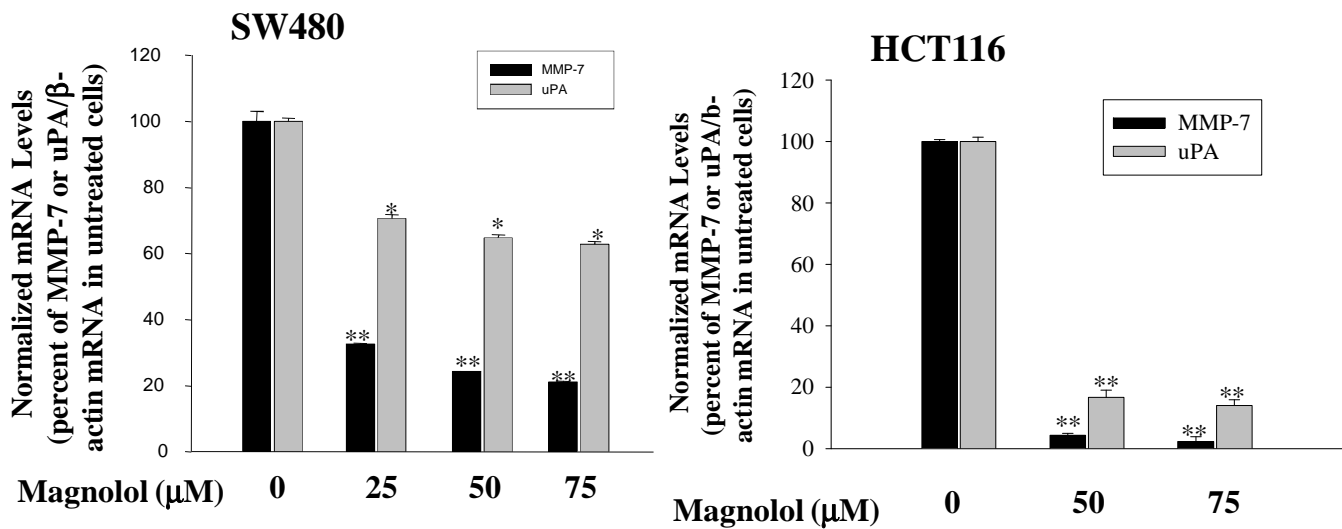 SW480
120
100
80
60
40
20
0
Normalized mRNA Levels
(percent of MMP-7 or uPA/β-
actin mRNA in untreated cells)
MMP-7
uPA
*
*
*
**
**
**
Magnolol (μM) 0 25 50 75
HCT116
120
100
80
60
40
20
0
Normalized mRNA Levels
(percent of MMP-7 or uPA/b-
actin mRNA in untreated cells)
MMP-7
uPA
**
**
**
**
Magnolol (μM) 0 50 75